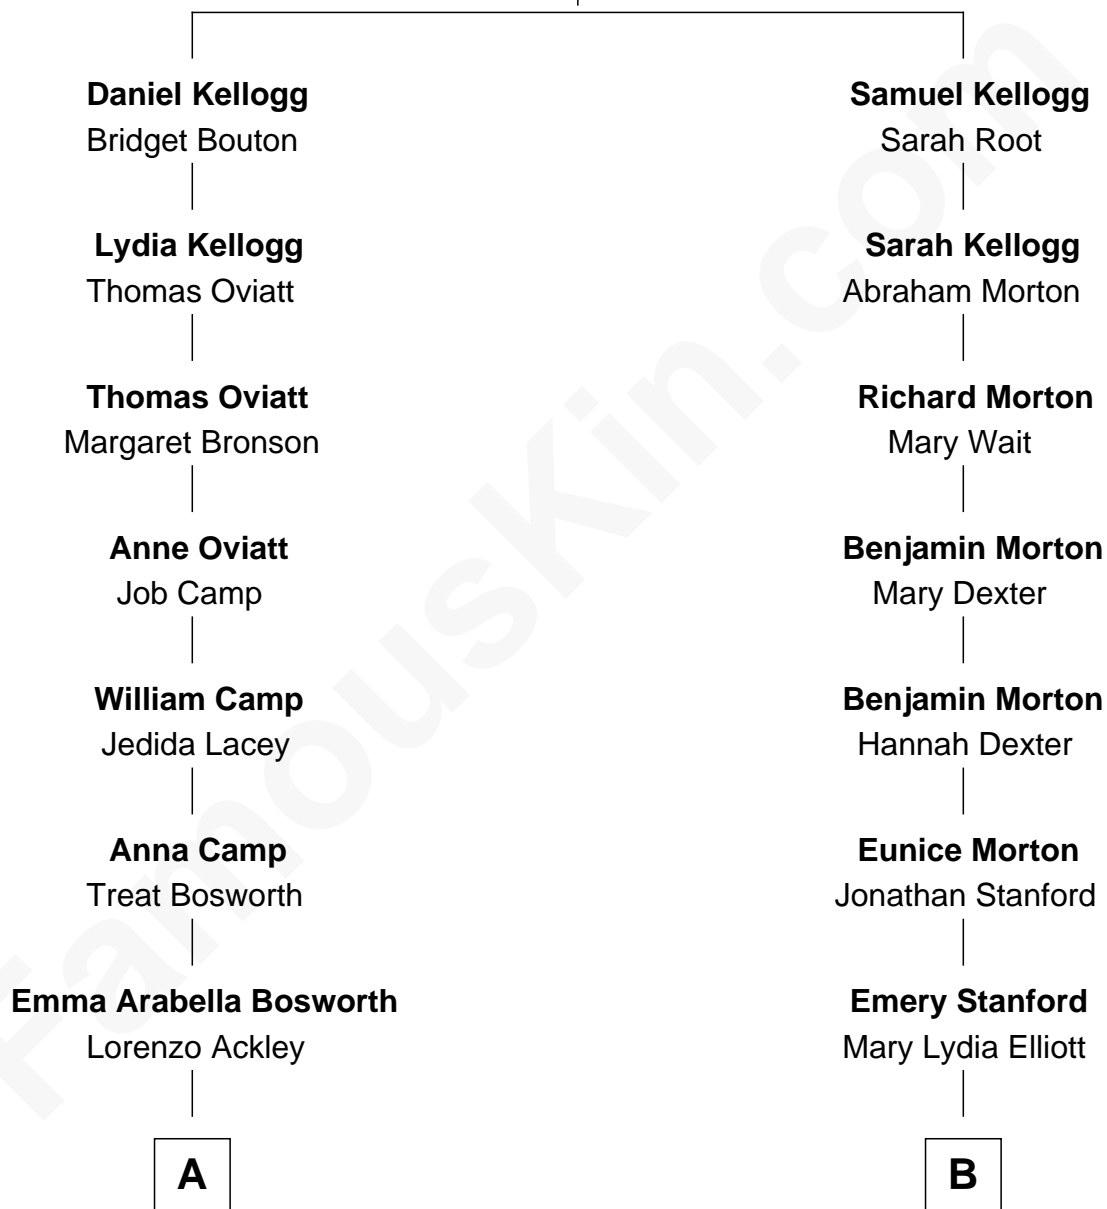 Daniel Kellogg
Bridget Bouton
Lydia Kellogg
Thomas Oviatt
Thomas Oviatt
Margaret Bronson
Anne Oviatt
Job Camp
William Camp
Jedida Lacey
Anna Camp
Treat Bosworth
Emma Arabella Bosworth
Lorenzo Ackley
A
Samuel Kellogg
Sarah Root
Sarah Kellogg
Abraham Morton
Richard Morton
Mary Wait
Benjamin Morton
Mary Dexter
Benjamin Morton
Hannah Dexter
Eunice Morton
Jonathan Stanford
Emery Stanford
Mary Lydia Elliott
B
FamousKin.com